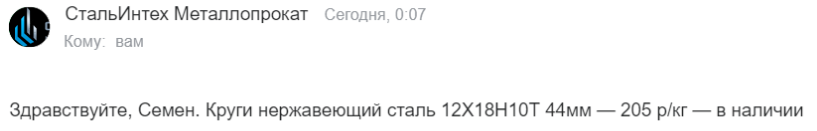 СтальИнтех Металлопрокат Сегодня, 0:07
Кому: вам
Здравствуйте, Семен. Круги нержавеющий сталь 12Х18Н10Т 44мм — 205 р/кг — в наличии